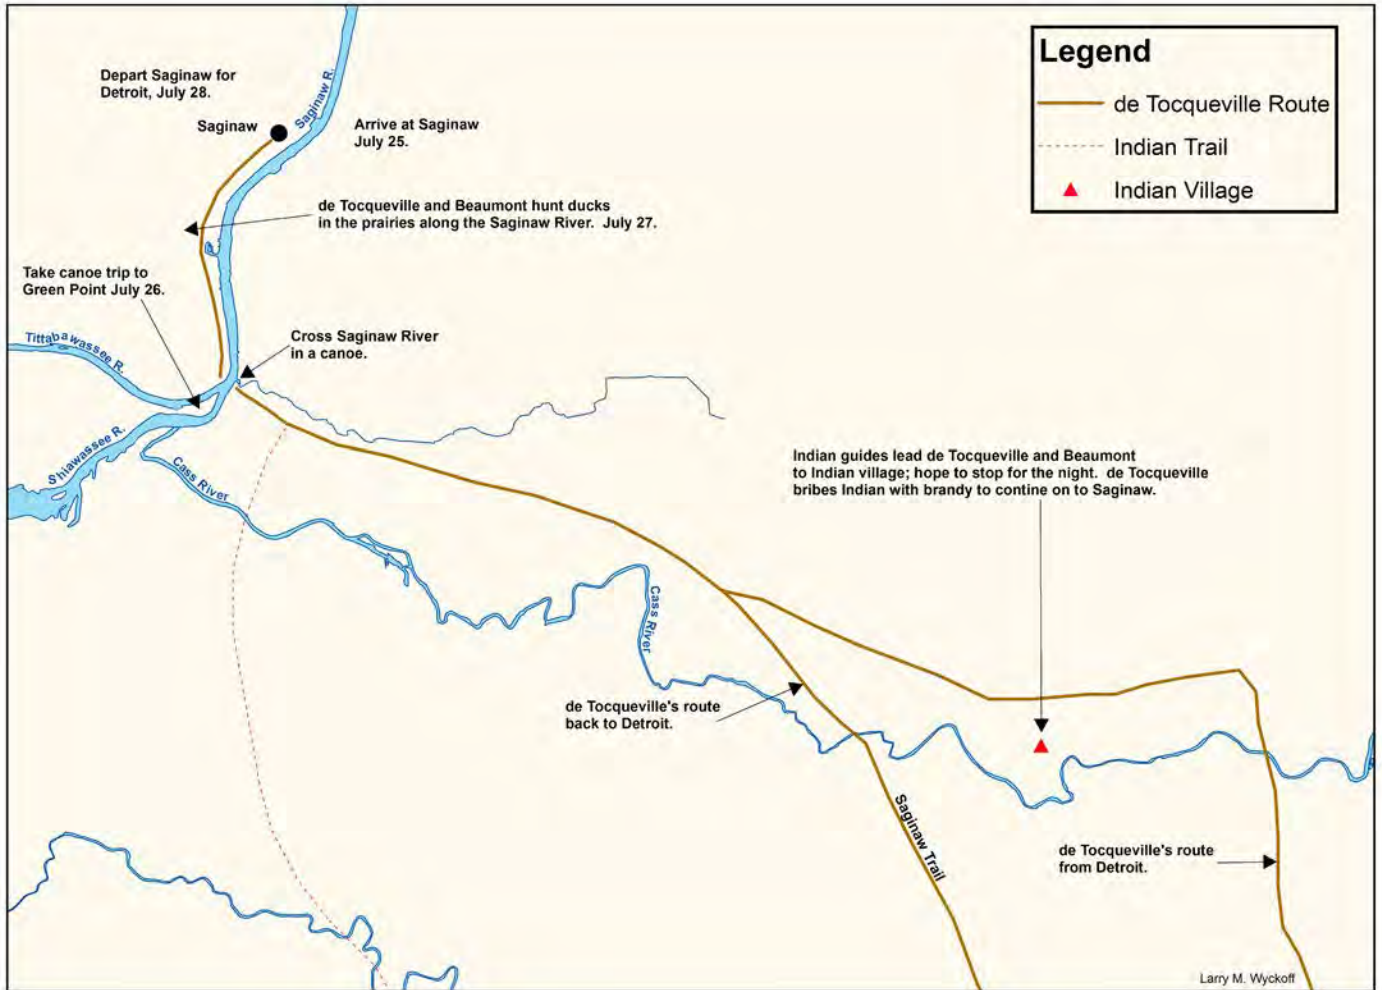 Legend
de Tocqueville Route
Indian Trail
Indian Village
Depart Saginaw for
Detroit, July 28.
Saginaw
Saginaw R.
Arrive at Saginaw
July 25.
de Tocqueville and Beaumont hunt ducks
in the prairies along the Saginaw River.  July 27.
Take canoe trip to
Green Point July 26.
Tittabawassee R.
Cross Saginaw River
in a canoe.
Shiawassee R.
Cass River
Indian guides lead de Tocqueville and Beaumont
to Indian village; hope to stop for the night.  de Tocqueville
bribes Indian with brandy to contine on to Saginaw.
Cass River
de Tocqueville's route
back to Detroit.
Saginaw Trail
de Tocqueville's route
from Detroit.
Larry M. Wyckoff